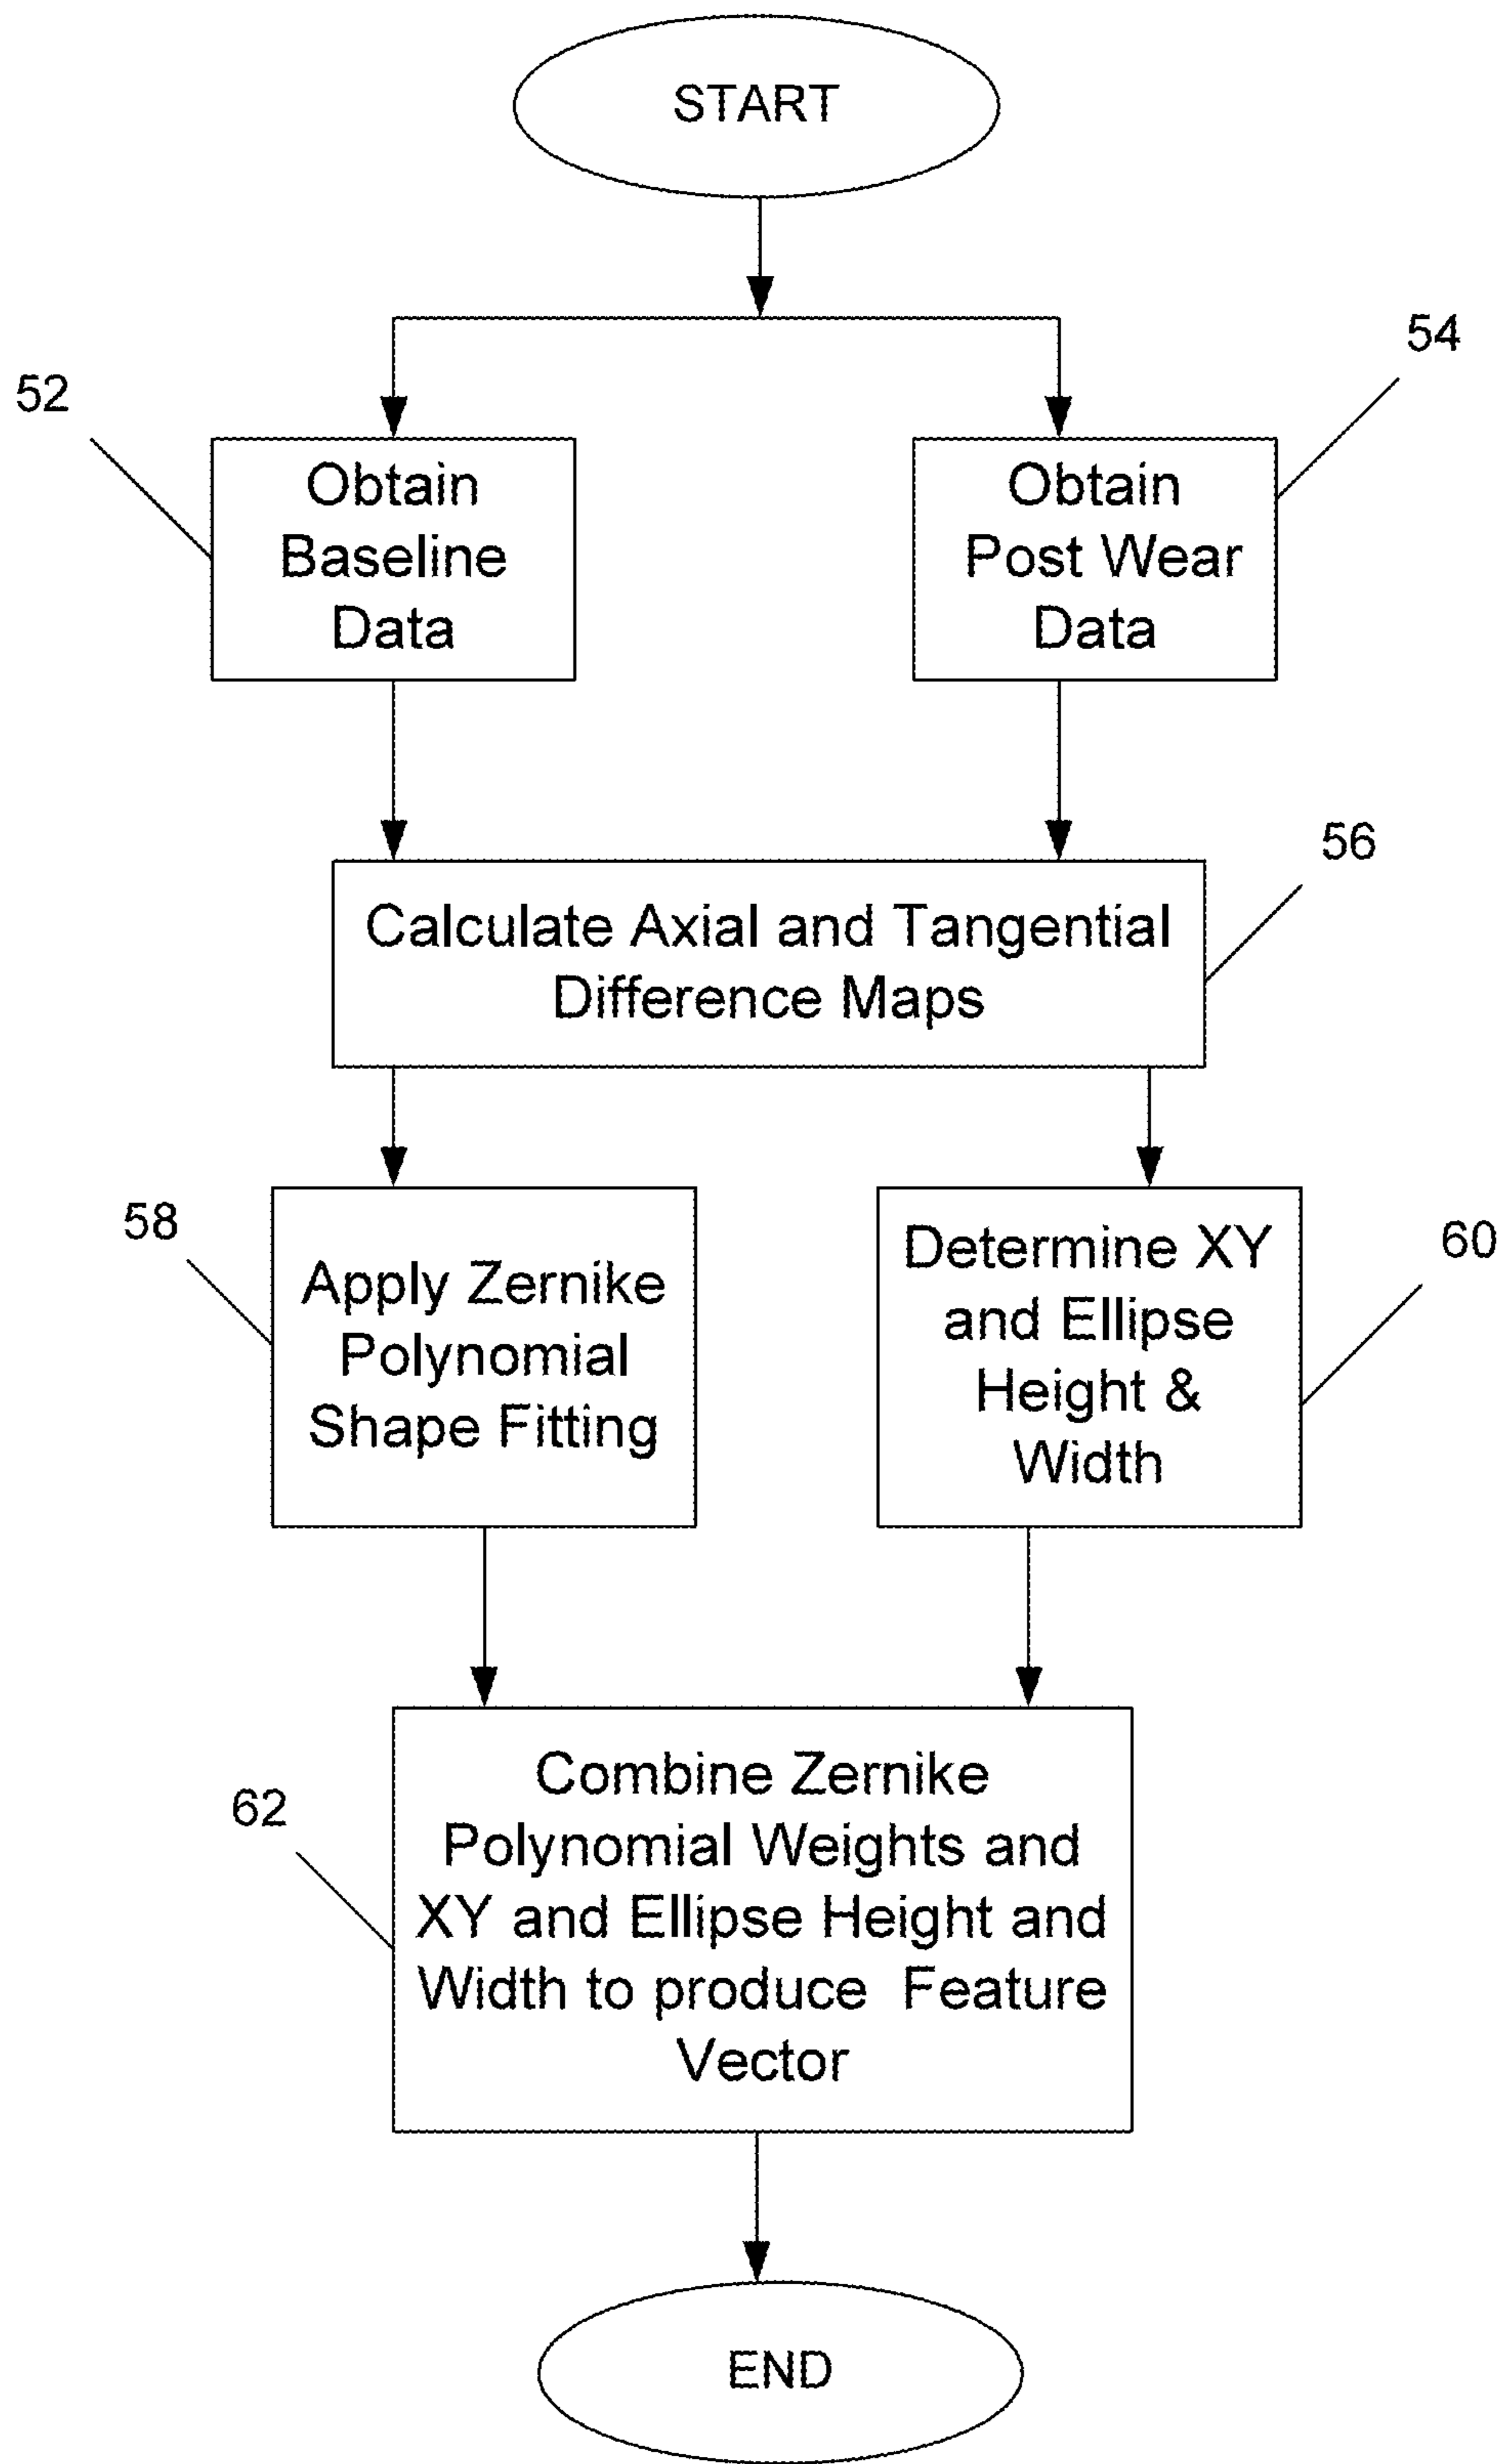 START
54
52
Obtain
Baseline
Data
Obtain
Post Wear
Data
56
Calculate Axial and Tangential
Difference Maps
58
Apply Zernike
Polynomial
Shape Fitting
60
Determine XY
and Ellipse
Height &
Width
62
Combine Zernike
Polynomial Weights and
XY and Ellipse Height and
Width to produce  Feature
Vector
END